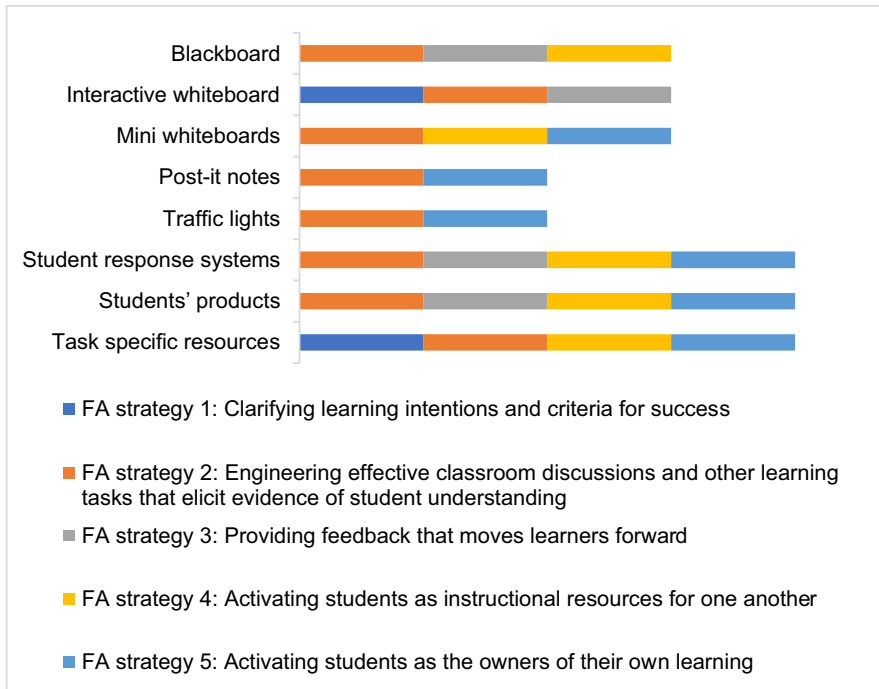 Blackboard
Interactive whiteboard
Mini whiteboards
Post-it notes
Traffic lights
Student response systems
Students’ products
Task specific resources
FA strategy 1: Clarifying learning intentions and criteria for success
FA strategy 2: Engineering effective classroom discussions and other learning
tasks that elicit evidence of student understanding
FA strategy 3: Providing feedback that moves learners forward
FA strategy 4: Activating students as instructional resources for one another
FA strategy 5: Activating students as the owners of their own learning